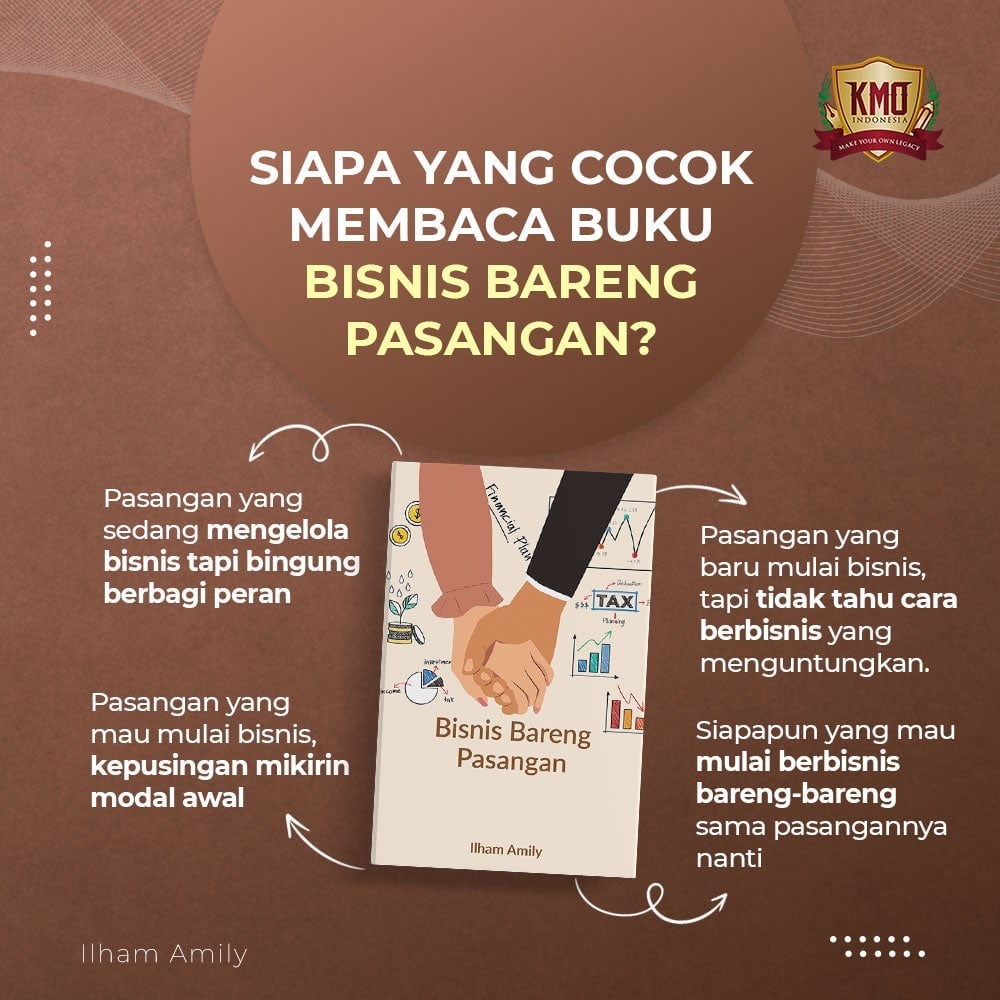 KMO
INDONESIA
MAKE YOUR OWN LEGACY
SIAPA YANG COCOK
MEMBACA BUKU
BISNIS BARENG
PASANGAN?
Pasangan yang
sedang mengelola
bisnis tapi bingung
berbagi peran
Pasangan yang
baru mulai bisnis,
tapi tidak tahu cara
berbisnis yang
menguntungkan.
Pasangan yang
mau mulai bisnis,
kepusingan mikirin
modal awal
Siapapun yang mau
mulai berbisnis
bareng-bareng
sama pasangannya
nanti
Financial Plan
Deduction
$$$ TAX
Planning
tax
Bisnis Bareng
Pasangan
Ilham Amily
Ilham Amily